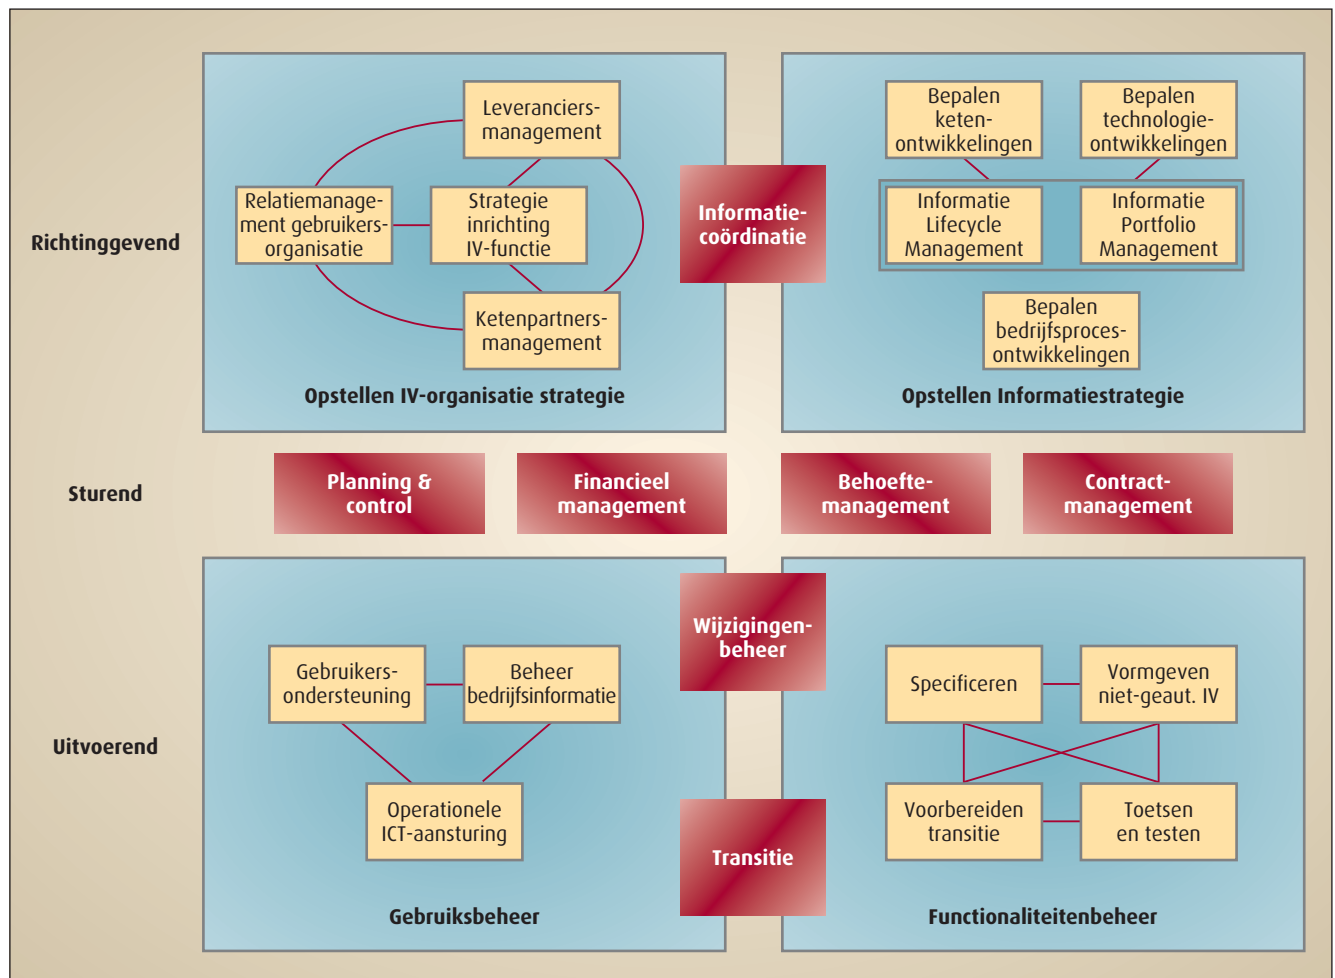 Richtinggevend
Leveranciers-
management
Relatiemanage-
ment gebruikers-
organisatie
Strategie
inrichting
IV-functie
Ketenpartners-
management
Opstellen IV-organisatie strategie
Informatie-
coördinatie
Bepalen
keten-
ontwikkelingen
Bepalen
technologie-
ontwikkelingen
Informatie
Lifecycle
Management
Informatie
Portfolio
Management
Bepalen
bedrijfsproces-
ontwikkelingen
Opstellen Informatiestrategie
Sturend
Planning &
control
Financieel
management
Behoefte-
management
Contract-
management
Uitvoerend
Gebruikers-
ondersteuning
Beheer
bedrijfsinformatie
Operationele
ICT-aansturing
Gebruiksbeheer
Wijzigingen-
beheer
Transitie
Specificeren
Vormgeven
niet-geaut. IV
Voorbereiden
transitie
Toetsen
en testen
Functionaliteitenbeheer